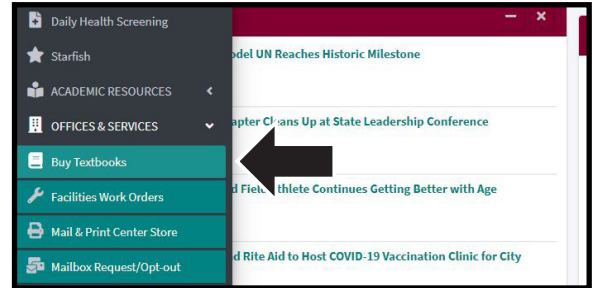 Daily Health Screening
Starfish
ACADEMIC RESOURCES
OFFICES & SERVICES
Buy Textbooks
Facilities Work Orders
Mail & Print Center Store
Mailbox Request/Opt-out
odel UN Reaches Historic Milestone
apter Cleans Up at State Leadership Conference
d Field Athlete Continues Getting Better with Age
d Rite Aid to Host COVID-19 Vaccination Clinic for City